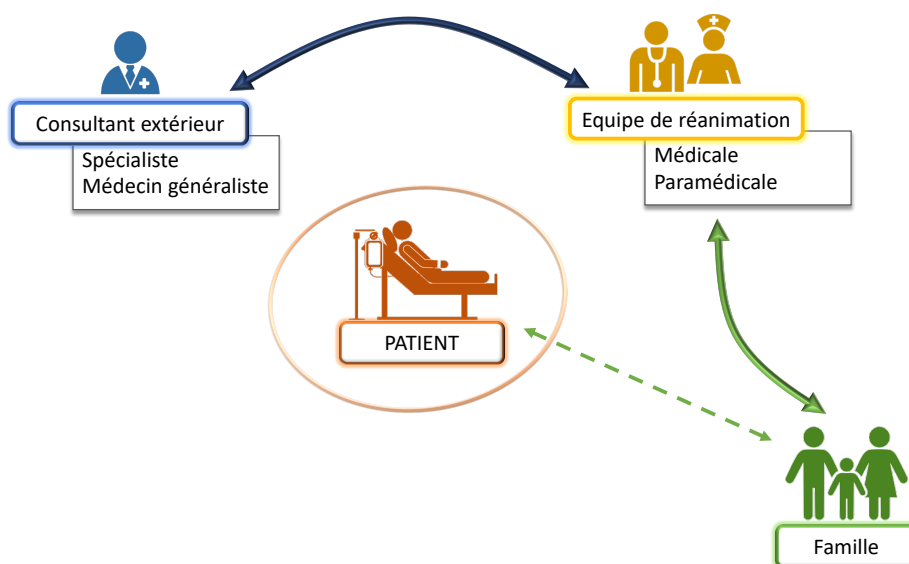 Consultant extérieur
Spécialiste
Médecin généraliste
Equipe de réanimation
Médicale
Paramédicale
PATIENT
Famille